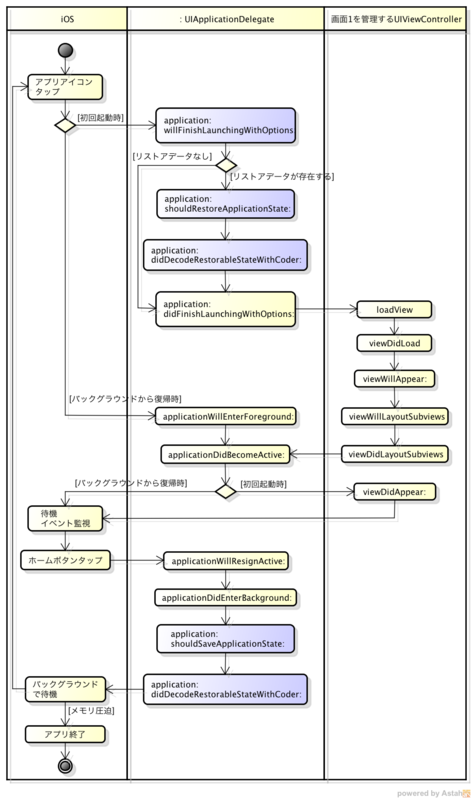 iOS
: UIApplicationDelegate
画面1を管理するUIViewController
アプリアイコン
タップ
[初回起動時]
application:
willFinishLaunchingWithOptions:
[リストアデータなし]
[リストアデータが存在する]
application:
shouldRestoreApplicationState:
application:
didDecodeRestorableStateWithCoder:
application:
didFinishLaunchingWithOptions:
loadView
viewDidLoad
viewWillAppear:
[バックグラウンドから復帰時]
applicationWillEnterForeground:
viewWillLayoutSubviews
applicationDidBecomeActive:
viewDidLayoutSubviews
[バックグラウンドから復帰時]
[初回起動時]
viewDidAppear:
待機
イベント監視
ホームボタンタップ
applicationWillResignActive:
applicationDidEnterBackground:
application:
shouldSaveApplicationState:
バックグラウンド
で待機
application:
didDecodeRestorableStateWithCoder:
[メモリ圧迫]
アプリ終了
powered by Astah